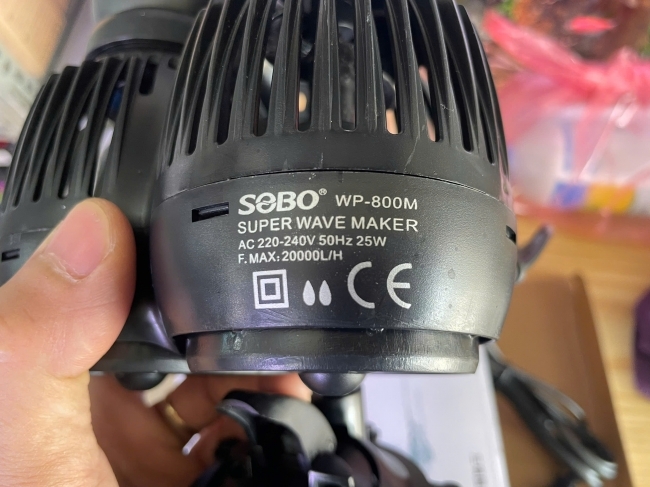 SOBO® WP-800M
SUPER WAVE MAKER
AC 220-240V 50Hz 25W
F. MAX: 20000L/H
CE